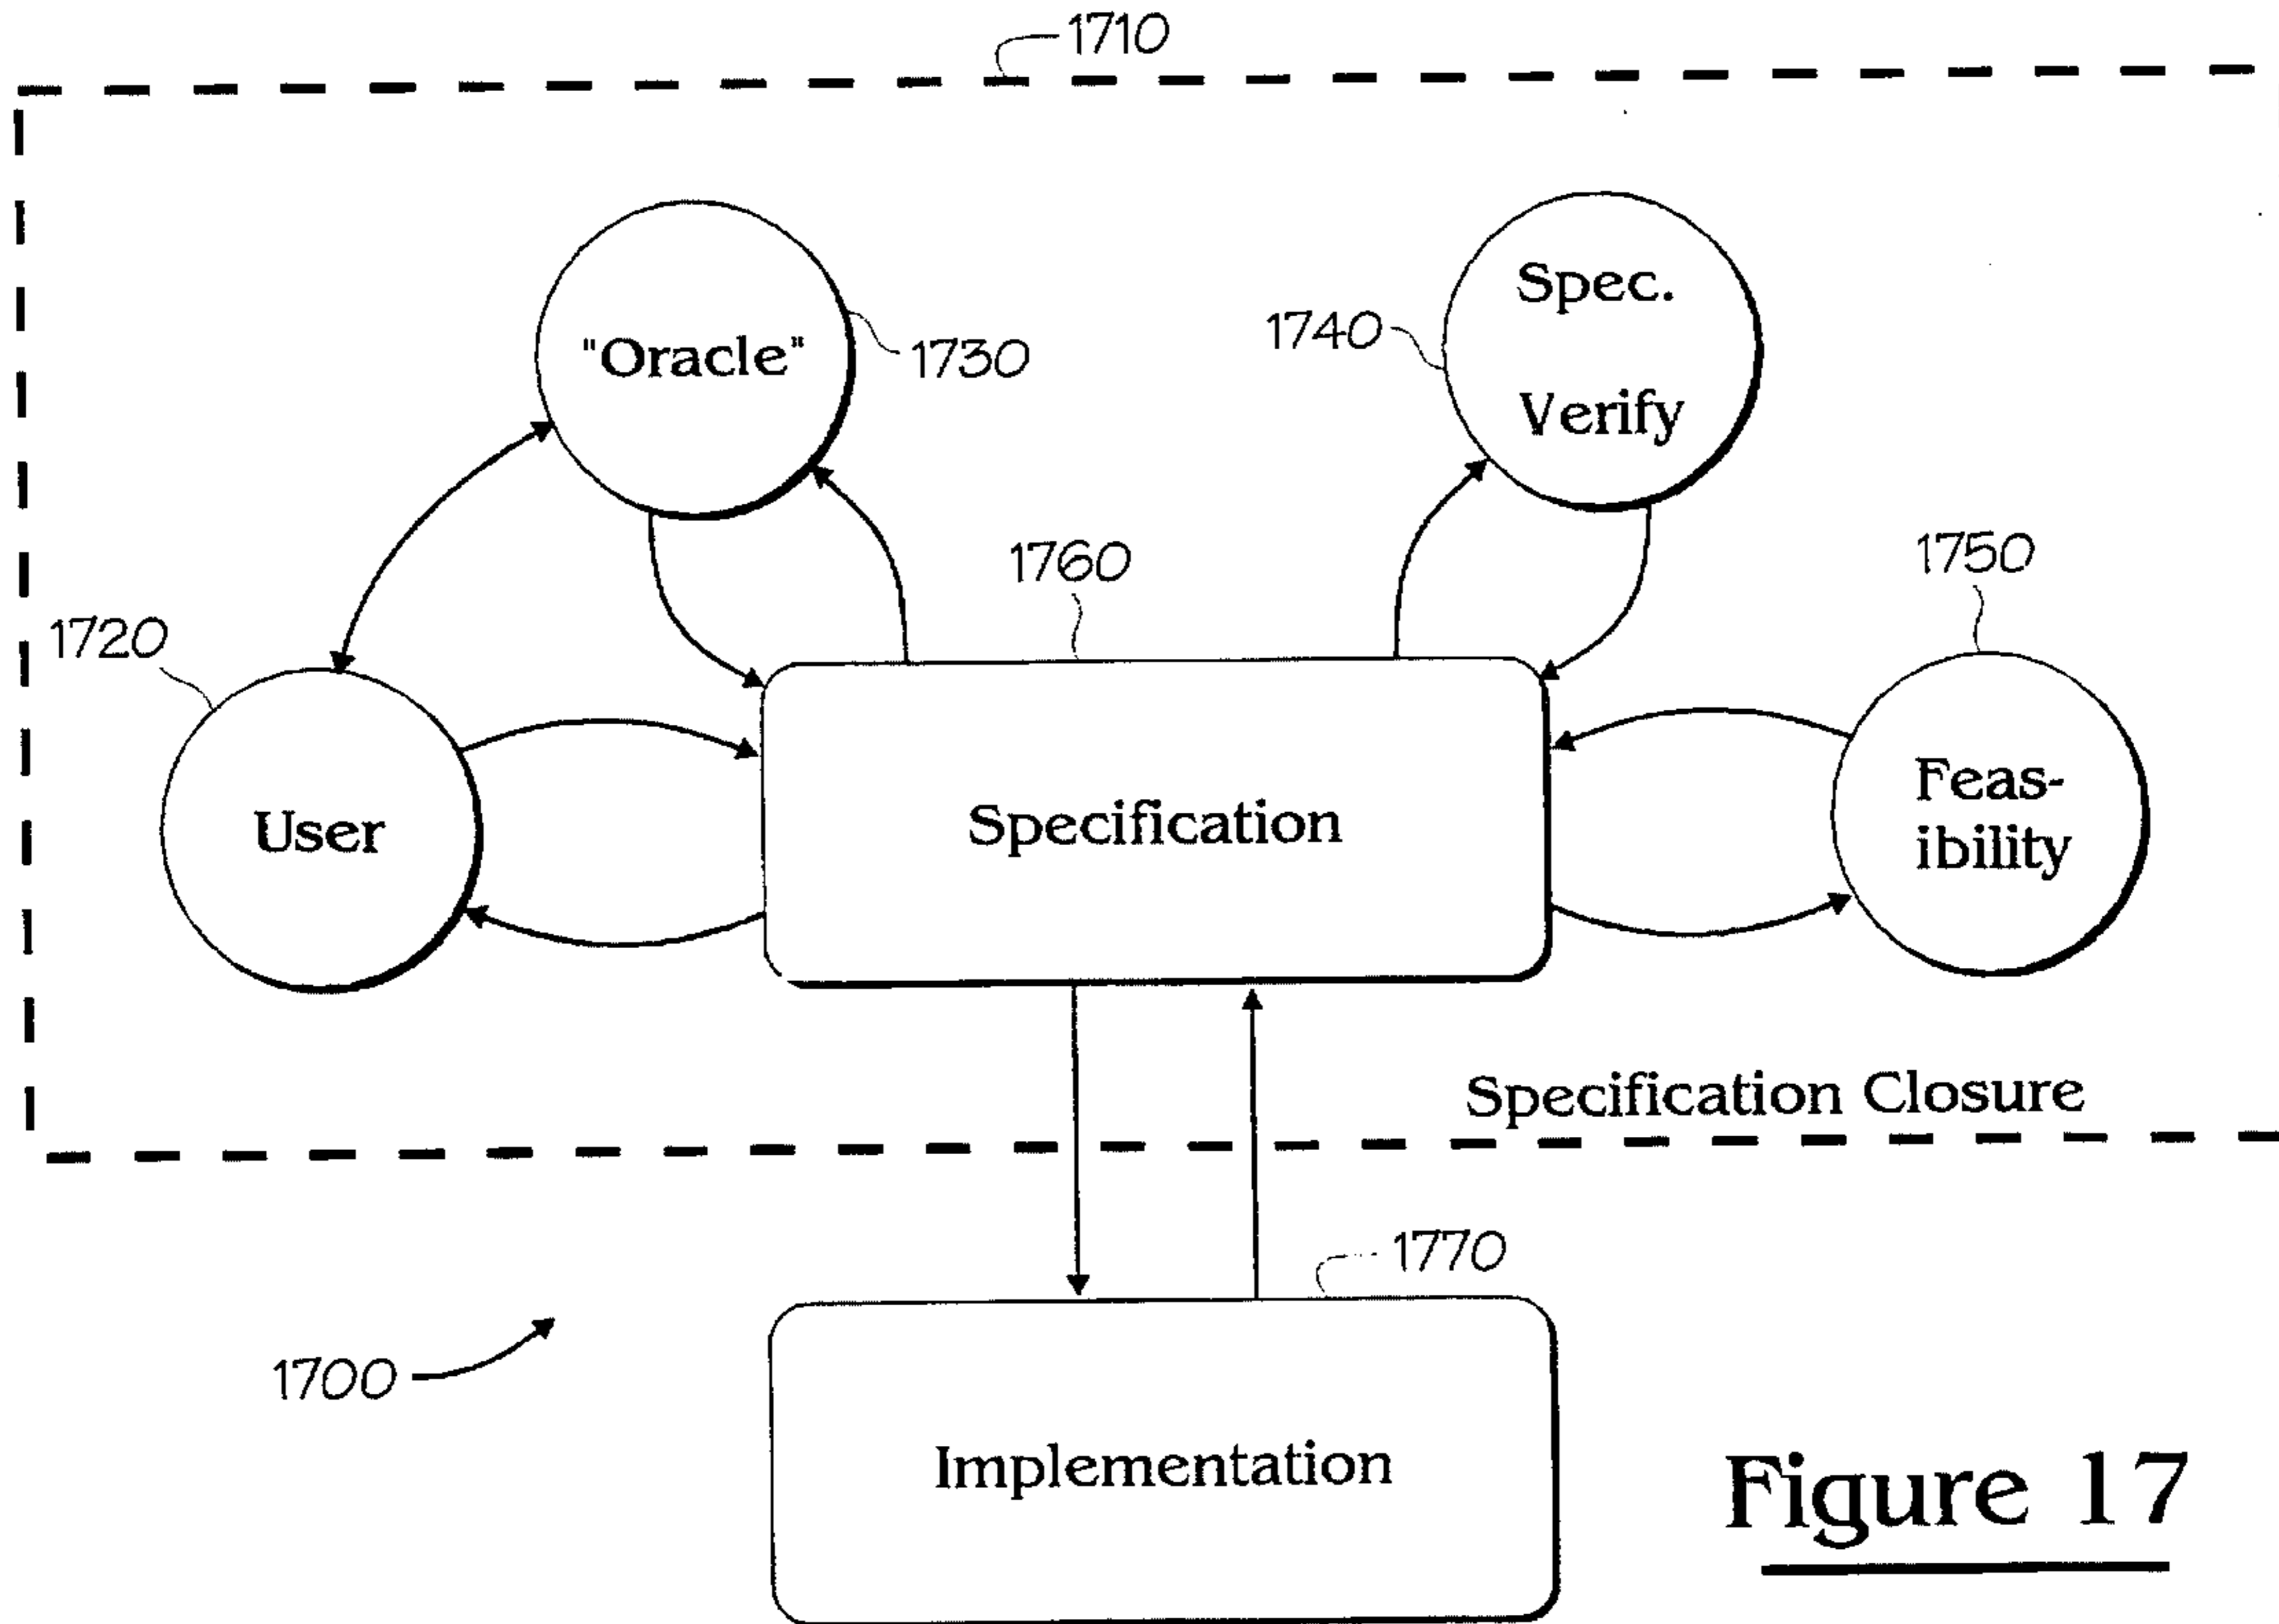 1710
"Oracle"
1730
1740
Spec.
Verify
1760
1750
1720
User
Specification
Feas-
ibility
Specification Closure
1770
1700
Implementation
Figure 17